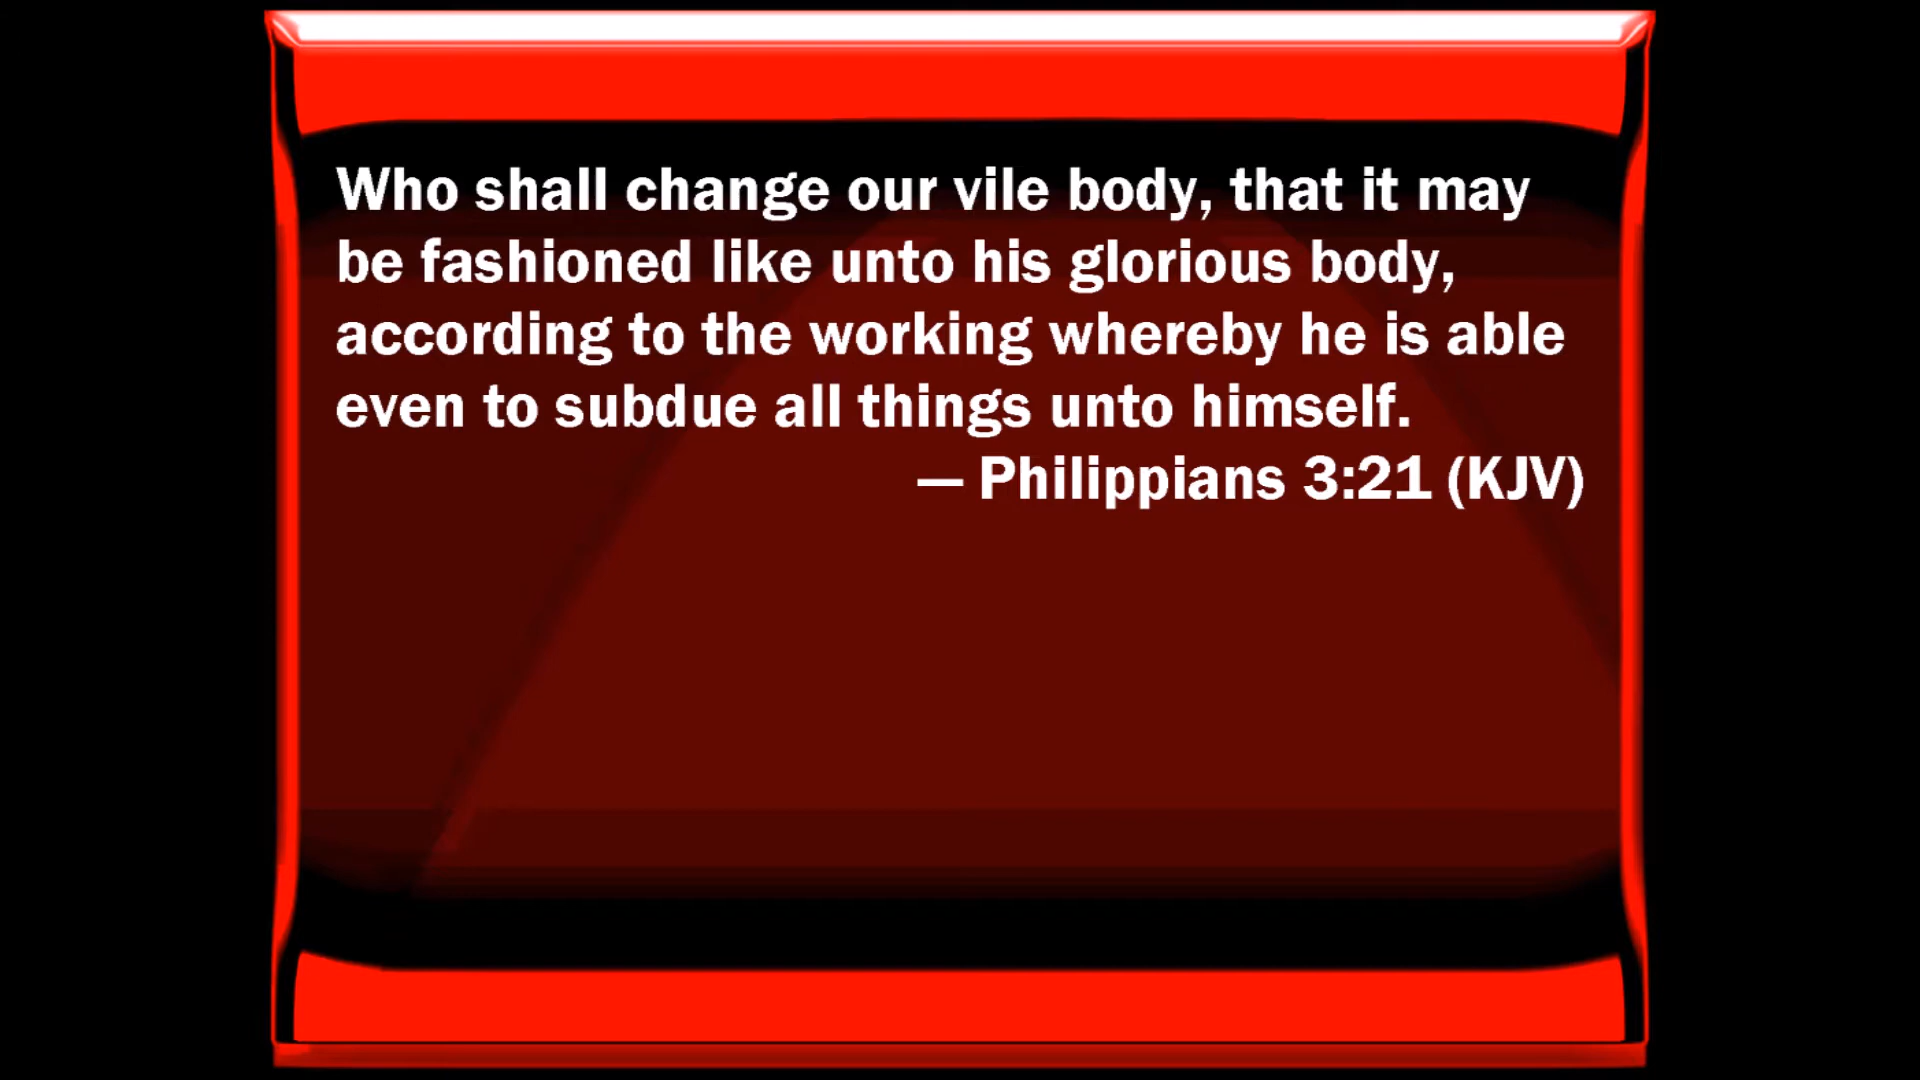 Who shall change our vile body, that it may
be fashioned like unto his glorious body,
according to the working whereby he is able
even to subdue all things unto himself.
— Philippians 3:21 (KJV)